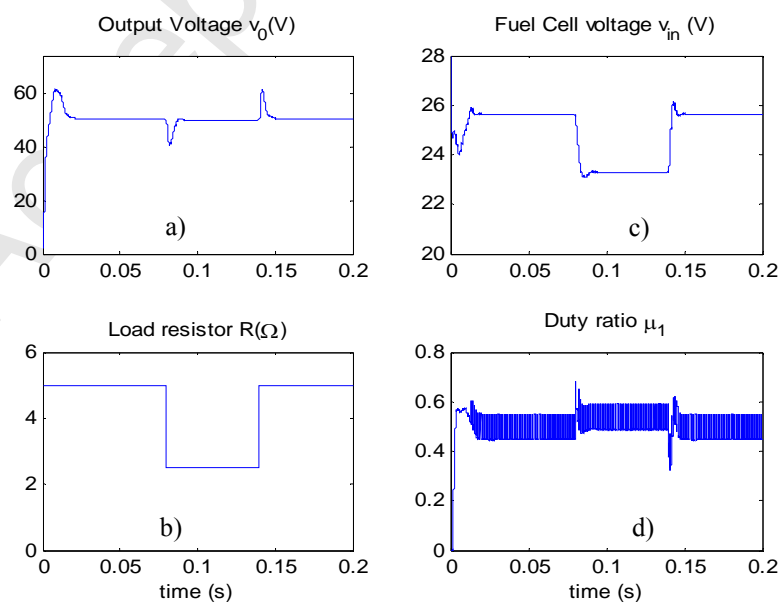 Output Voltage v0(V)
60
40
20
0
0 0.05 0.1 0.15 0.2
a)
Fuel Cell voltage vin (V)
28
26
24
22
20
0 0.05 0.1 0.15 0.2
c)
Load resistor R(Ω)
6
4
2
0
0 0.05 0.1 0.15 0.2
b)
time (s)
Duty ratio μ1
0.8
0.6
0.4
0.2
0
0 0.05 0.1 0.15 0.2
d)
time (s)